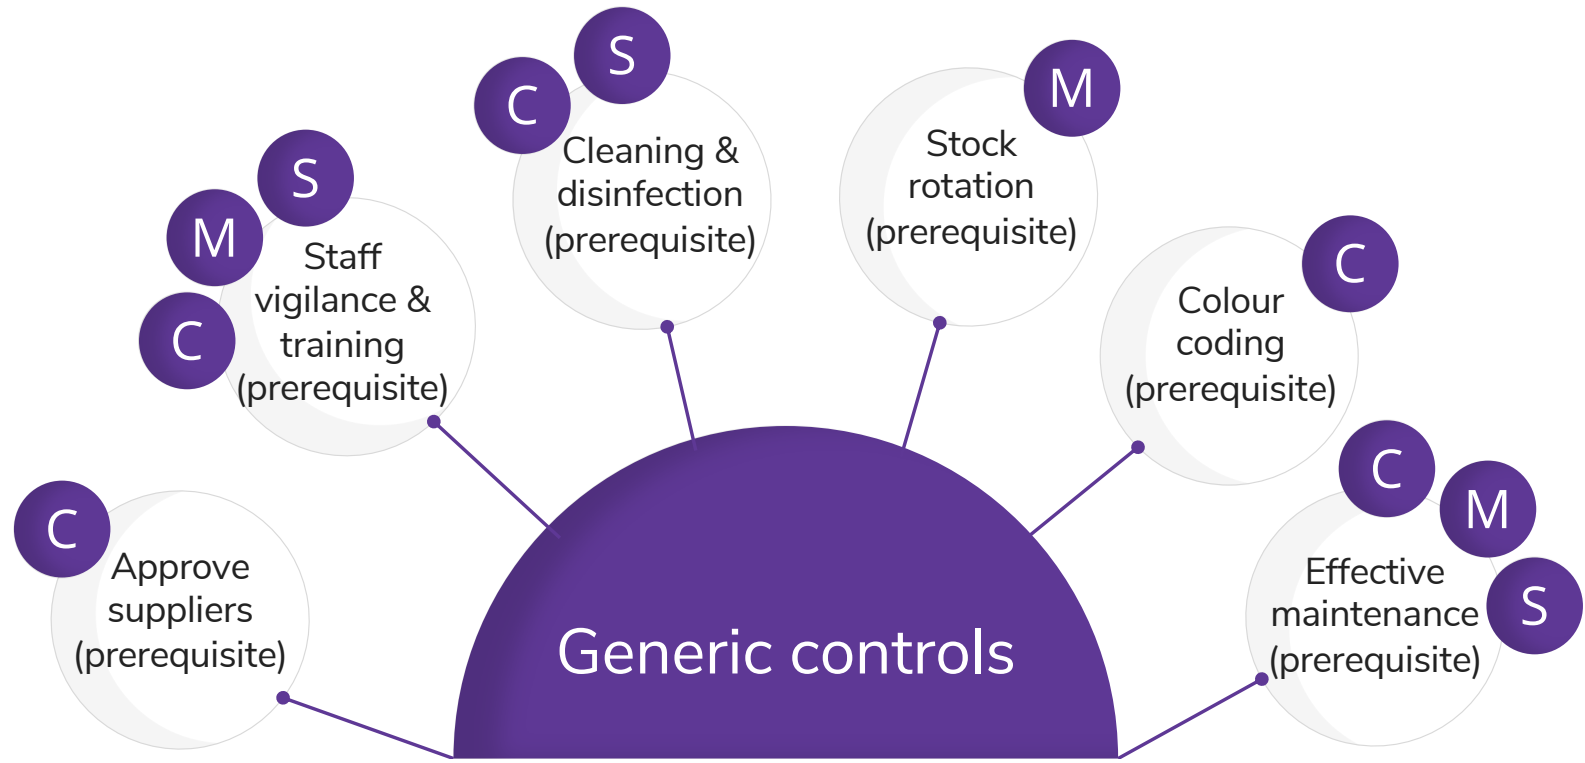 C
Approve
suppliers
(prerequisite)
S
M
C
Staff
vigilance &
training
(prerequisite)
S
C
Cleaning &
disinfection
(prerequisite)
M
Stock
rotation
(prerequisite)
C
Colour
coding
(prerequisite)
C
M
S
Effective
maintenance
(prerequisite)
Generic controls